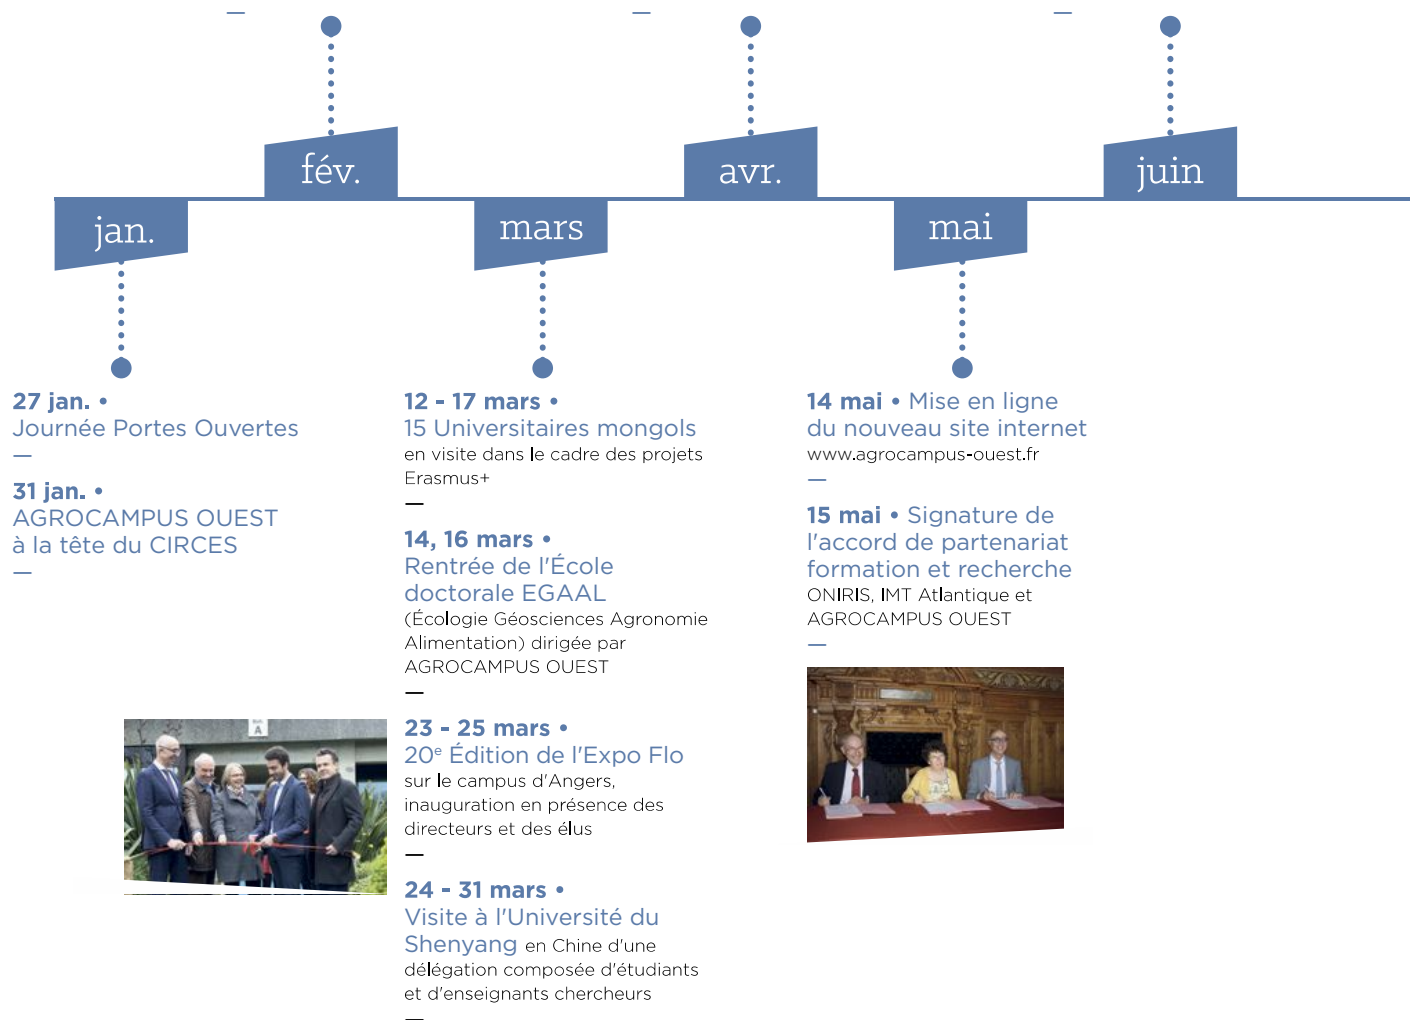 fév.
avr.
juin
jan.
mars
mai
27 jan. •
Journée Portes Ouvertes
—
31 jan. •
AGROCAMPUS OUEST
à la tête du CIRCES
—
12 - 17 mars •
15 Universitaires mongols
en visite dans le cadre des projets
Erasmus+
—
14, 16 mars •
Rentrée de l'École
doctorale EGAAL
(Écologie Géosciences Agronomie
Alimentation) dirigée par
AGROCAMPUS OUEST
—
23 - 25 mars •
20e Édition de l'Expo Flo
sur le campus d'Angers,
inauguration en présence des
directeurs et des élus
—
24 - 31 mars •
Visite à l'Université du
Shenyang en Chine d'une
délégation composée d'étudiants
et d'enseignants chercheurs
—
14 mai • Mise en ligne
du nouveau site internet
www.agrocampus-ouest.fr
—
15 mai • Signature de
l'accord de partenariat
formation et recherche
ONIRIS, IMT Atlantique et
AGROCAMPUS OUEST
—
A